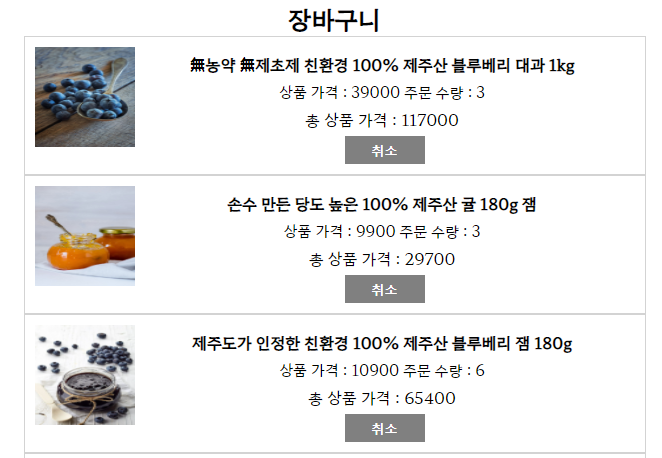 장바구니
無농약 無제초제 친환경 100% 제주산 블루베리 대과 1kg
상품 가격 : 39000 주문 수량 : 3
총 상품 가격 : 117000
취소
손수 만든 당도 높은 100% 제주산 귤 180g 잼
상품 가격 : 9900 주문 수량 : 3
총 상품 가격 : 29700
취소
제주도가 인정한 친환경 100% 제주산 블루베리 잼 180g
상품 가격 : 10900 주문 수량 : 6
총 상품 가격 : 65400
취소